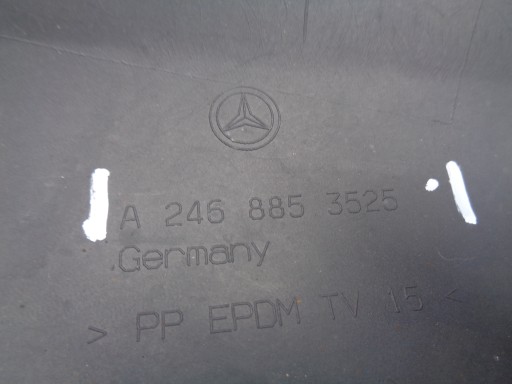 A 246 885 3525
Germany
> PP EPDM TV 15 <